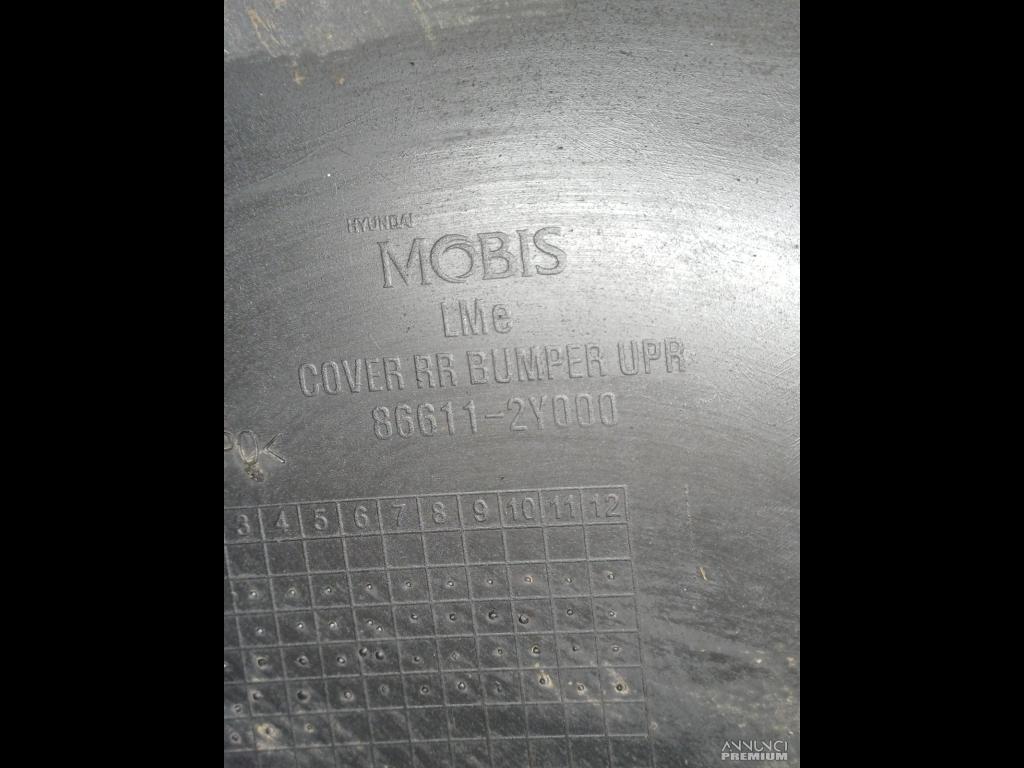 HYUNDAI
MOBIS
LMe
COVER RR BUMPER UPR
86611-2Y000
PO<
3 4 5 6 7 8 9 10 11 12
ANNUNCI
PREMIUM